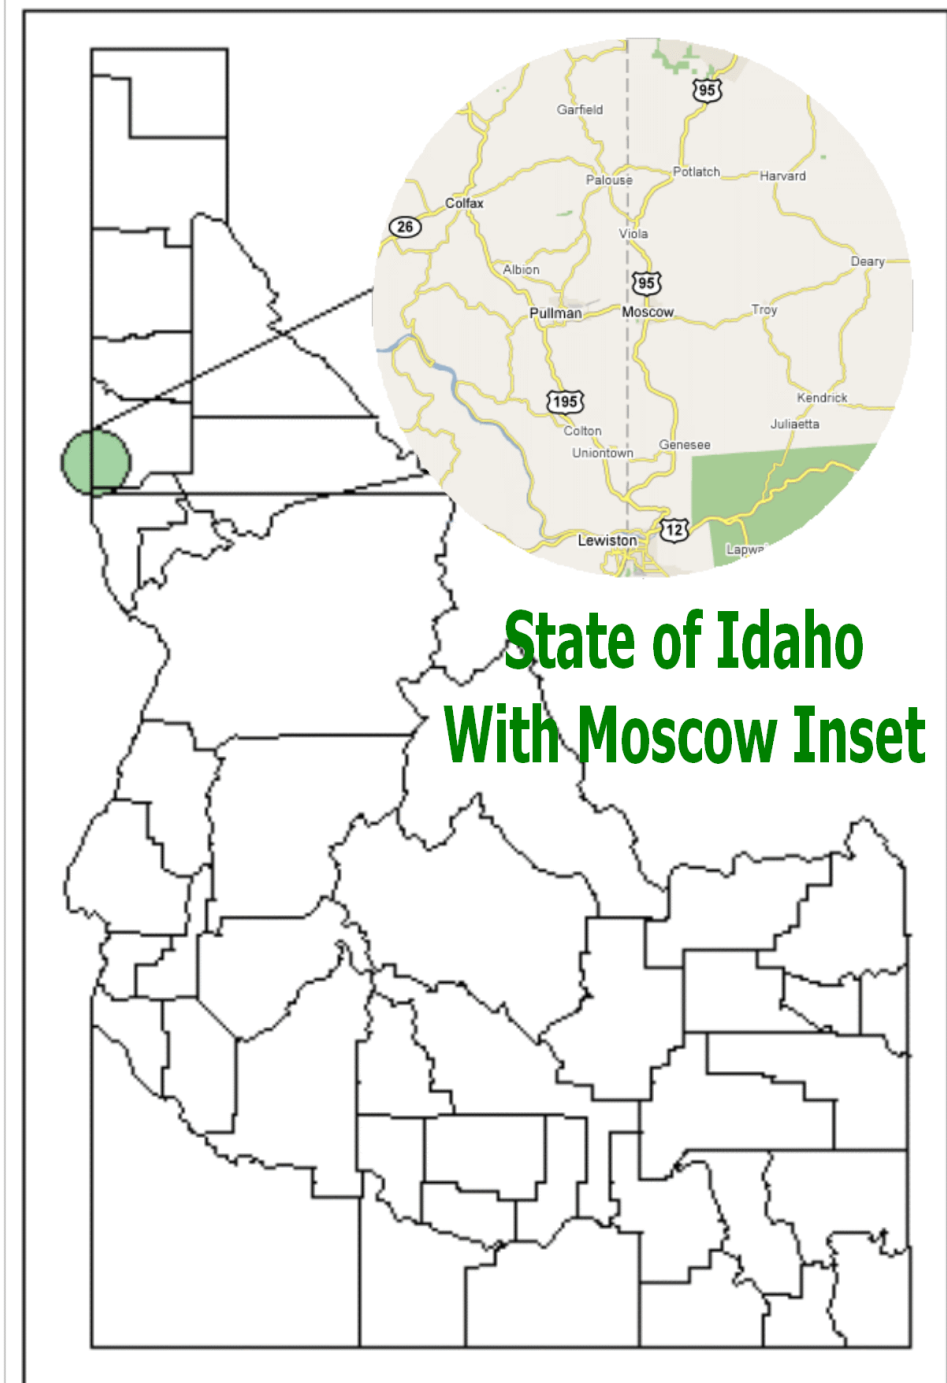 95
Garfield
Palouse
Potlatch
Harvard
Colfax
26
Viola
Albion
Deary
95
Pullman
Moscow
Troy
195
Kendrick
Colton
Juliaetta
Uniontown
Genesee
12
Lewiston
State of Idaho
With Moscow Inset